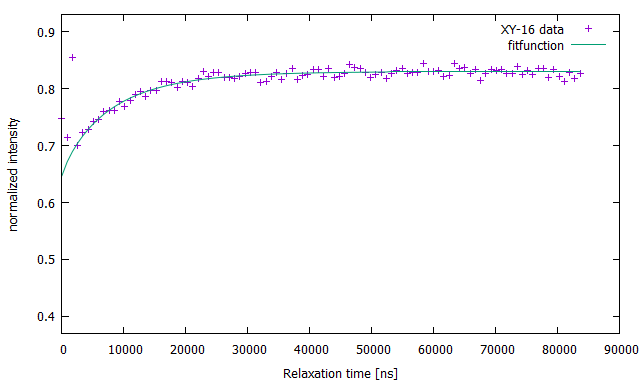 0.9
XY-16 data
fitfunction
0.8
0.7
normalized intensity
0.6
0.5
0.4
0 10000 20000 30000 40000 50000 60000 70000 80000 90000
Relaxation time [ns]